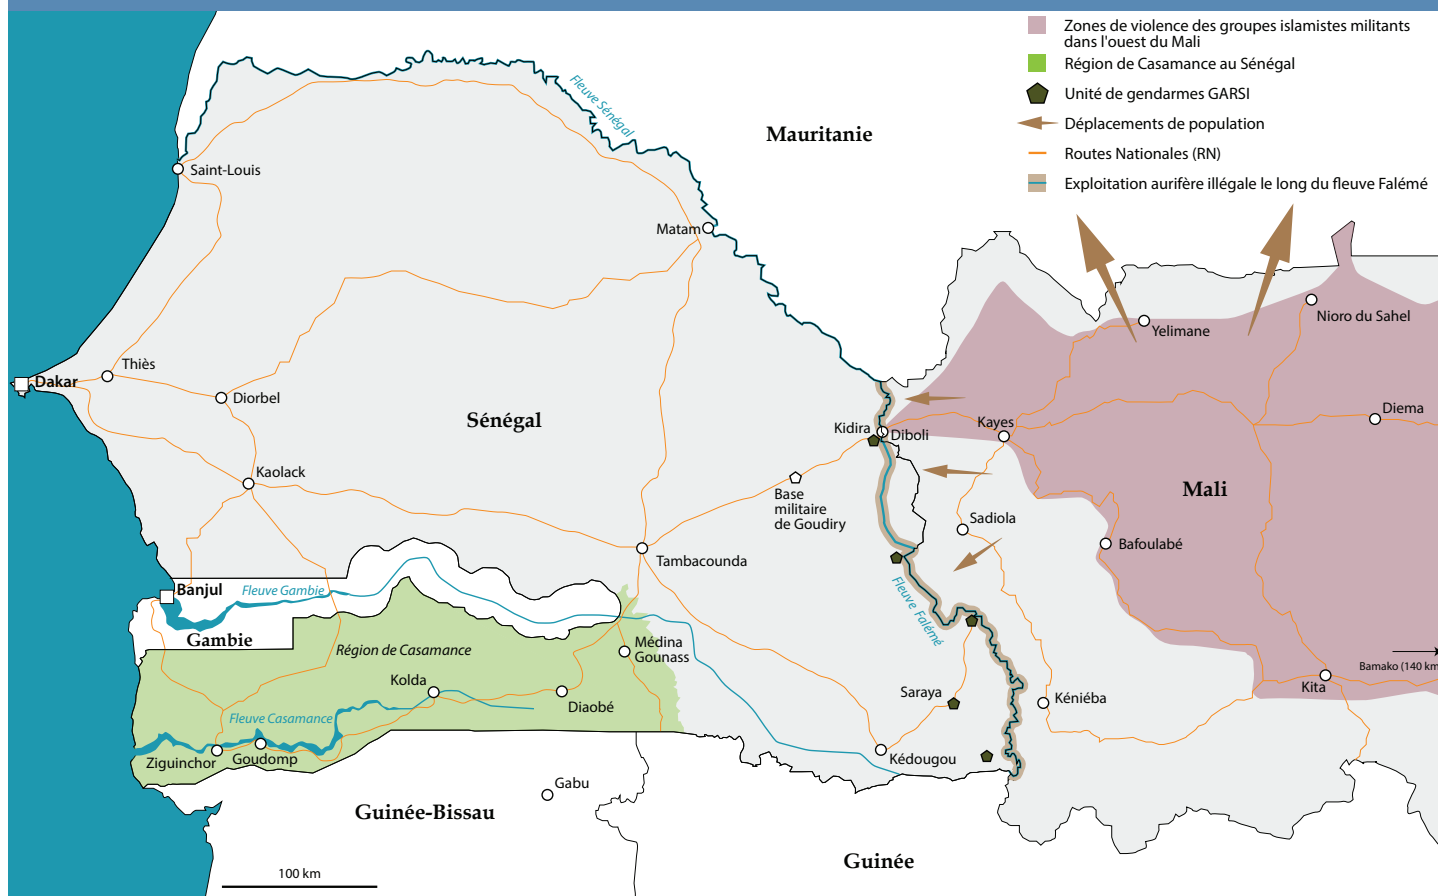 Zones de violence des groupes islamistes militants
dans l'ouest du Mali
Région de Casamance au Sénégal
Unité de gendarmes GARSI
Déplacements de population
Routes Nationales (RN)
Exploitation aurifère illégale le long du fleuve Falémé
Fleuve Sénégal
Mauritanie
Saint-Louis
Matam
Nioro du Sahel
Yelimane
Thiès
Dakar
Diorbel
Diema
Sénégal
Kidira
Diboli
Kayes
Kaolack
Mali
Base
militaire
de Goudiry
Sadiola
Bafoulabé
Tambacounda
Banjul
Fleuve Gambie
Fleuve Falémé
Gambie
Région de Casamance
Médina
Gounass
Bamako (140 km
Kolda
Saraya
Kéniéba
Kita
Diaobé
Fleuve Casamance
Ziguinchor
Goudomp
Kédougou
Gabu
Guinée-Bissau
Guinée
100 km